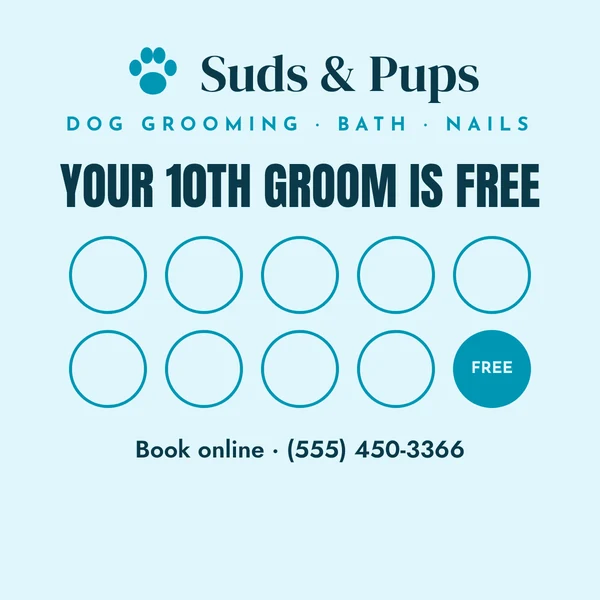 Suds & Pups
DOG GROOMING · BATH · NAILS
YOUR 10TH GROOM IS FREE
FREE
Book online · (555) 450-3366